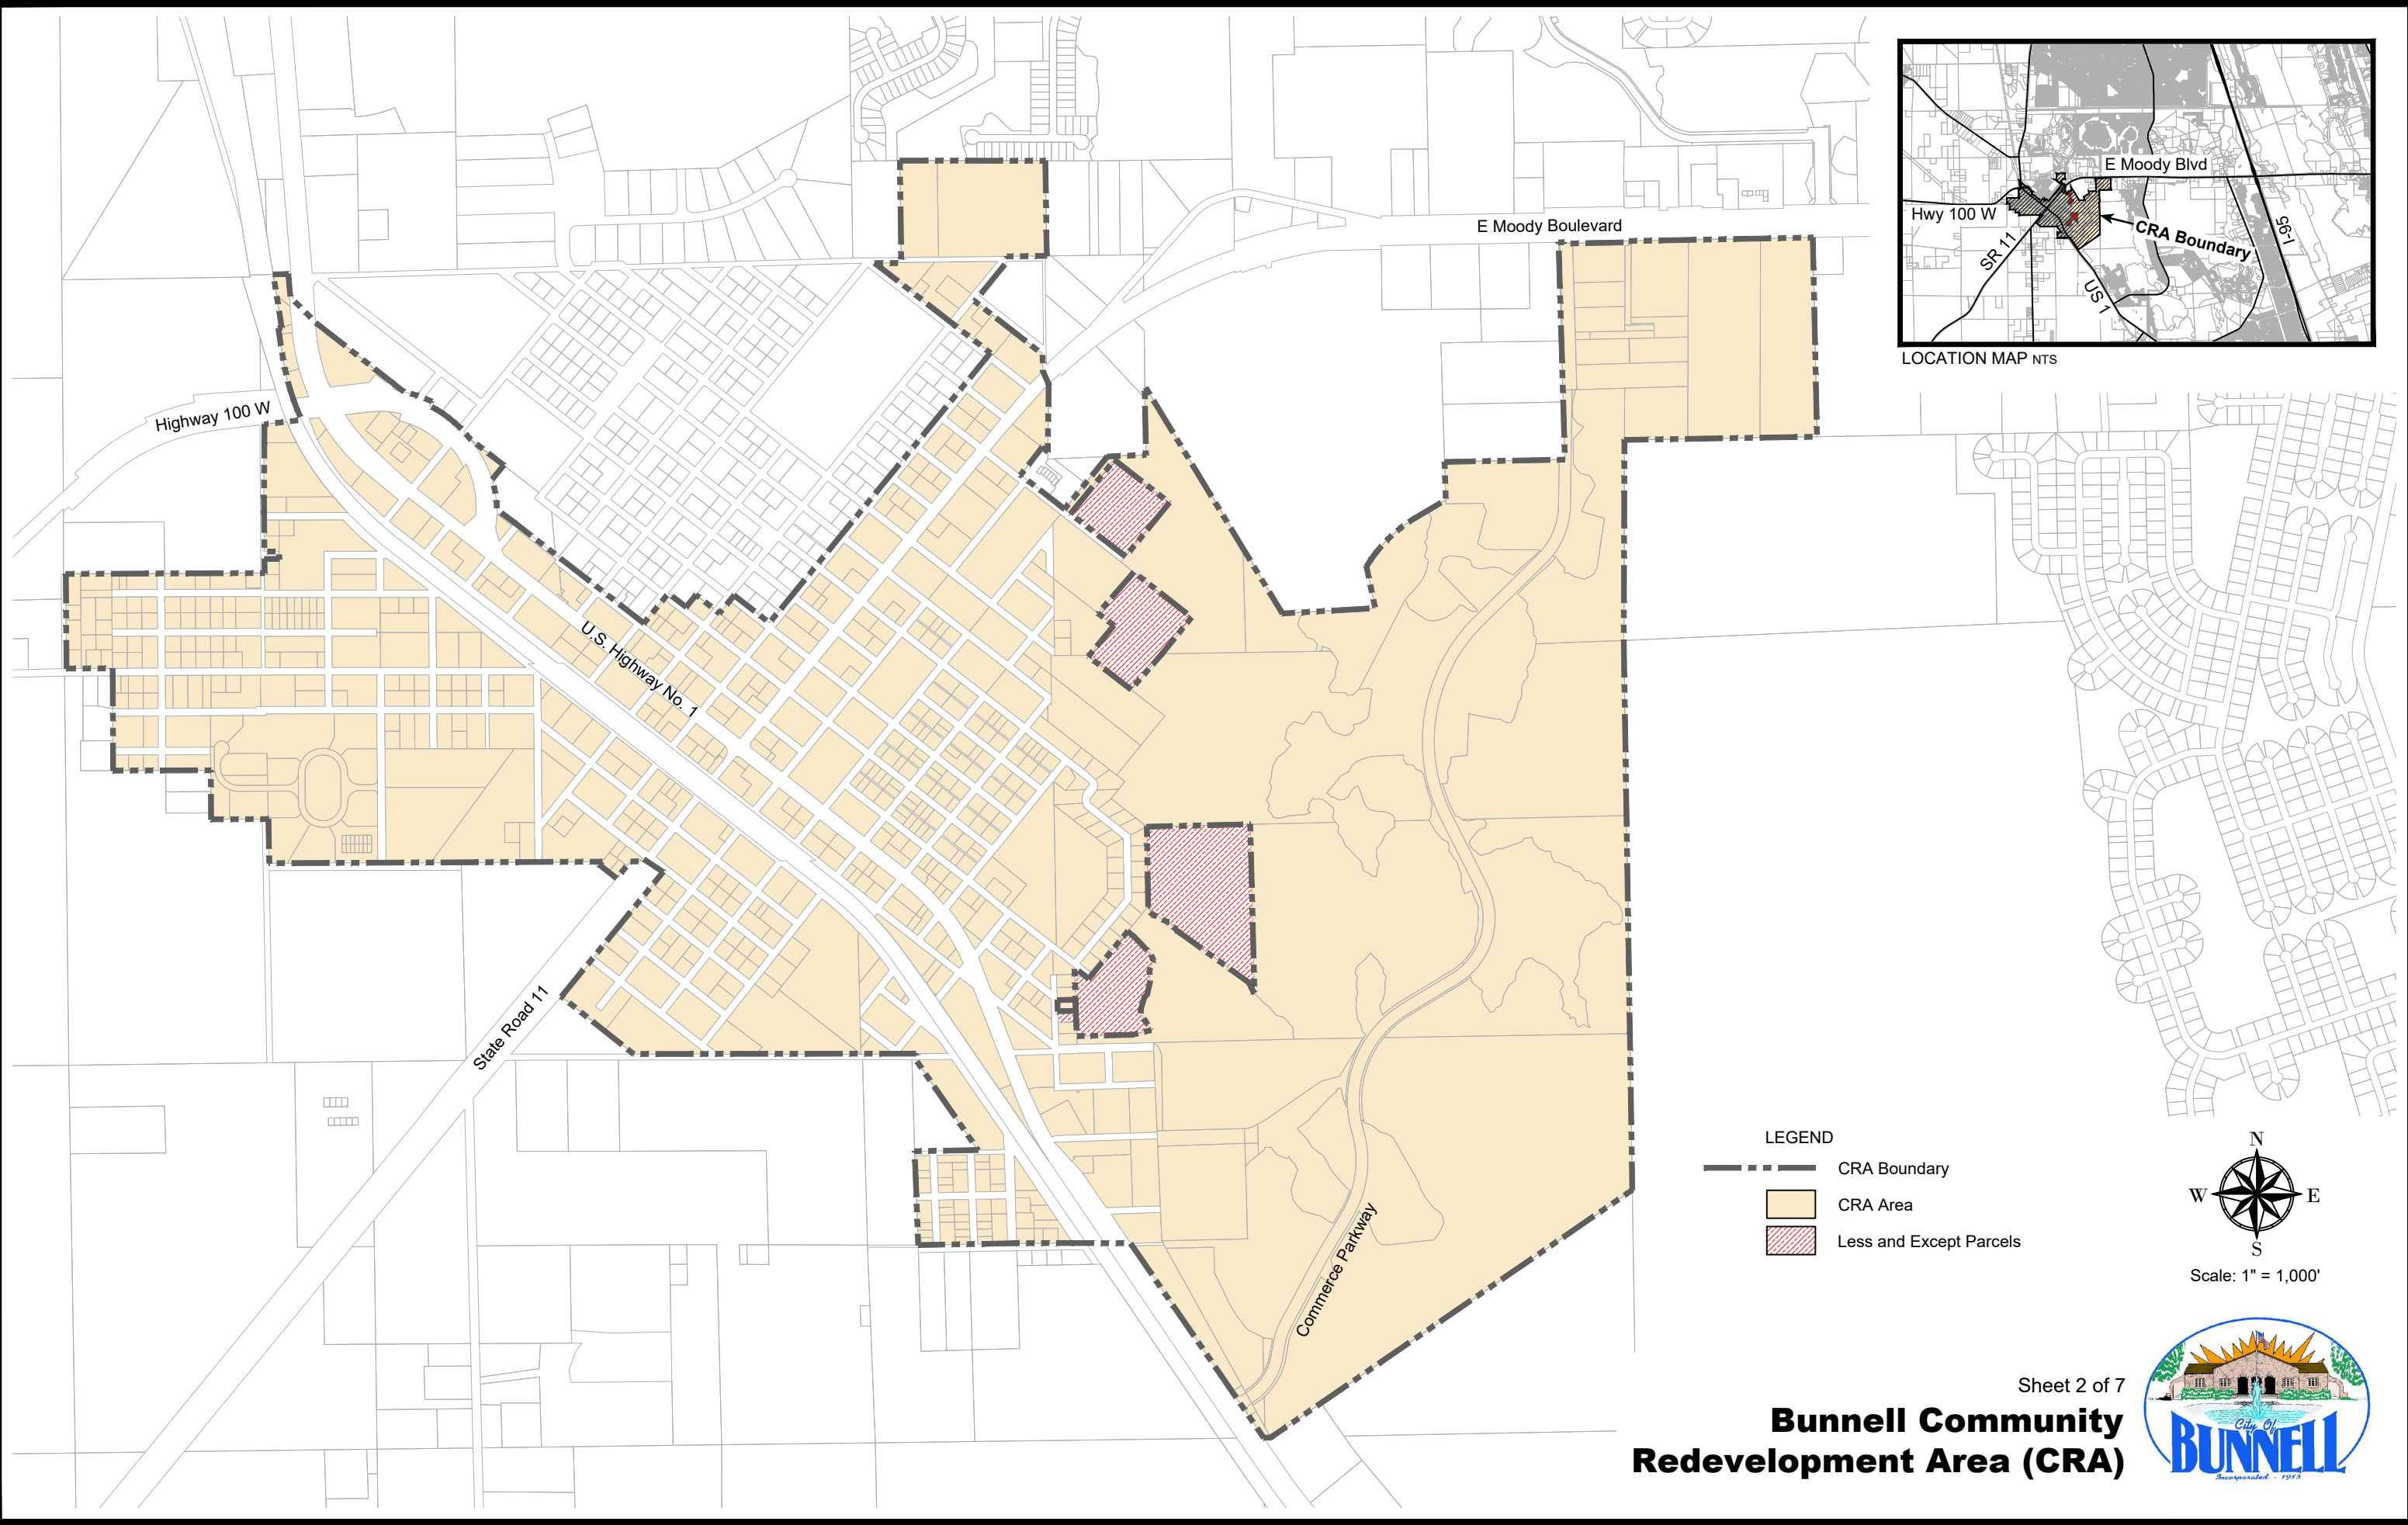 E Moody Blvd
Hwy 100 W
CRA Boundary
SR 11
US 1
I-95
LOCATION MAP NTS
E Moody Boulevard
Highway 100 W
U.S. Highway No. 1
State Road 11
Commerce Parkway
LEGEND
CRA Boundary
CRA Area
Less and Except Parcels
N
W
E
S
Scale: 1" = 1,000'
Sheet 2 of 7
Bunnell Community
Redevelopment Area (CRA)
City Of
BUNNELL
Incorporated - 1913